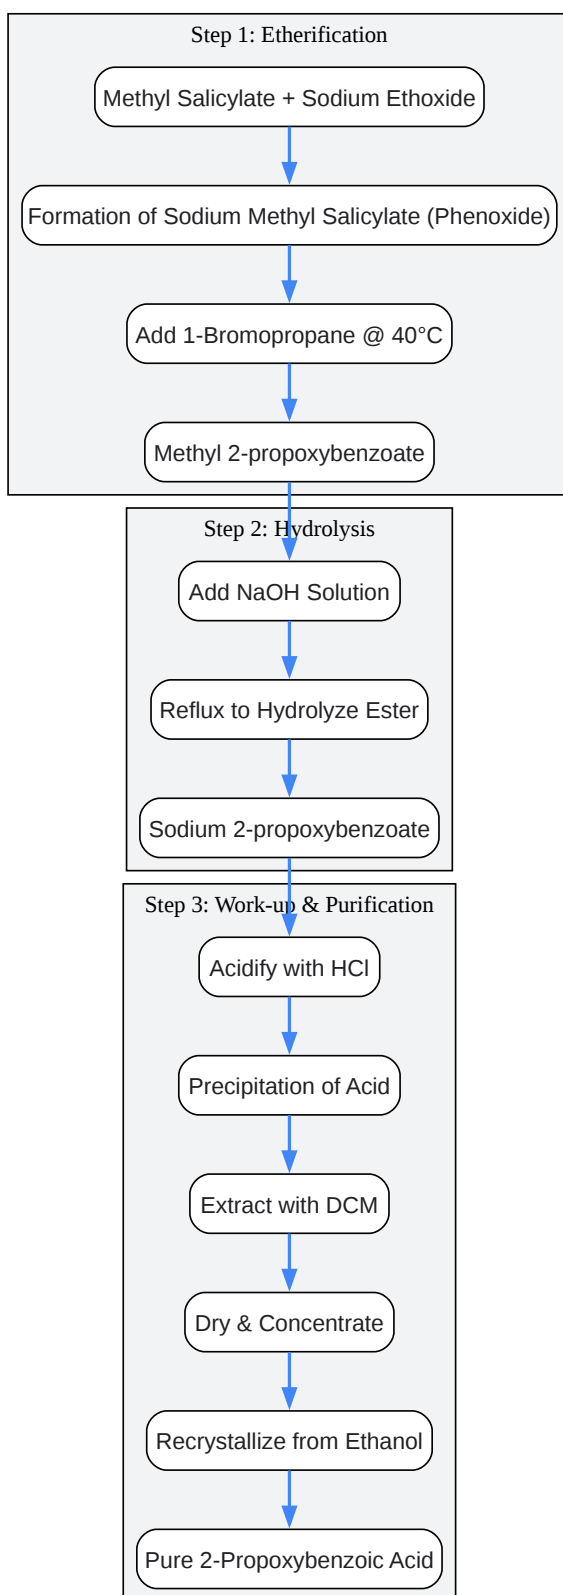 Step 1: Etherification
Methyl Salicylate + Sodium Ethoxide
Formation of Sodium Methyl Salicylate (Phenoxide)
Add 1-Bromopropane @ 40°C
Methyl 2-propoxybenzoate
Step 2: Hydrolysis
Add NaOH Solution
Reflux to Hydrolyze Ester
Sodium 2-propoxybenzoate
Step 3: Work-up & Purification
Acidify with HCl
Precipitation of Acid
Extract with DCM
Dry & Concentrate
Recrystallize from Ethanol
Pure 2-Propoxybenzoic Acid